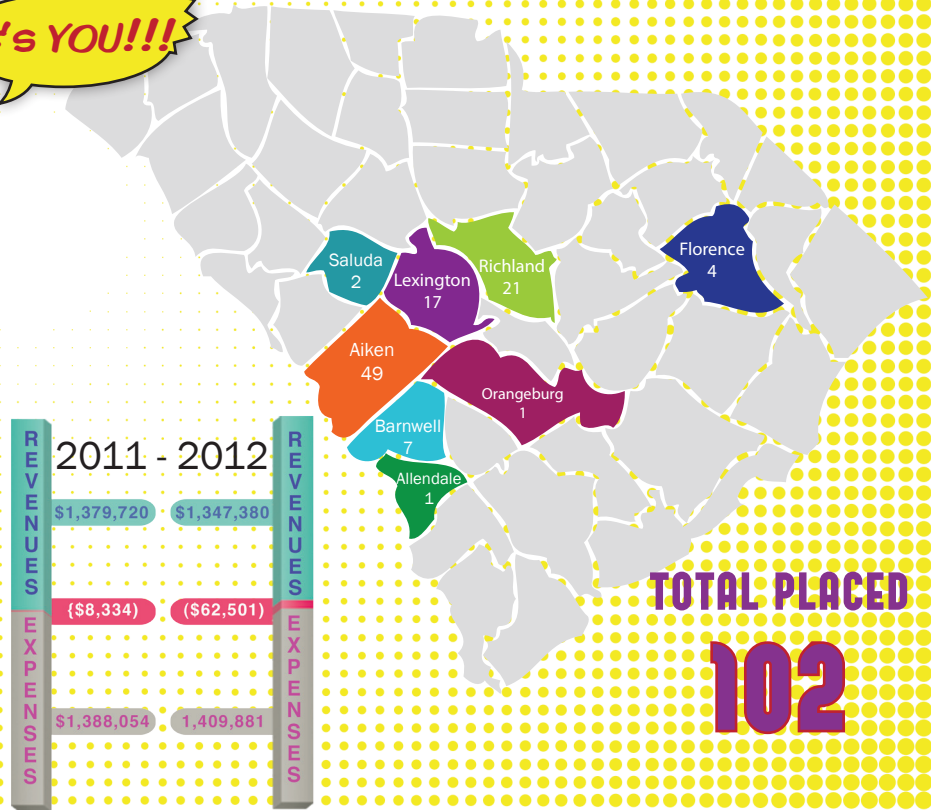 's YOU!!!
Saluda
2
Lexington
17
Richland
21
Florence
4
Aiken
49
Orangeburg
1
Barnwell
7
Allendale
1
REVENUES
2011 - 2012
REVENUES
$1,379,720 $1,347,380
{$8,334) ($62,501)
EXPENSES
EXPENSES
$1,388,054 1,409,881
TOTAL PLACED
102